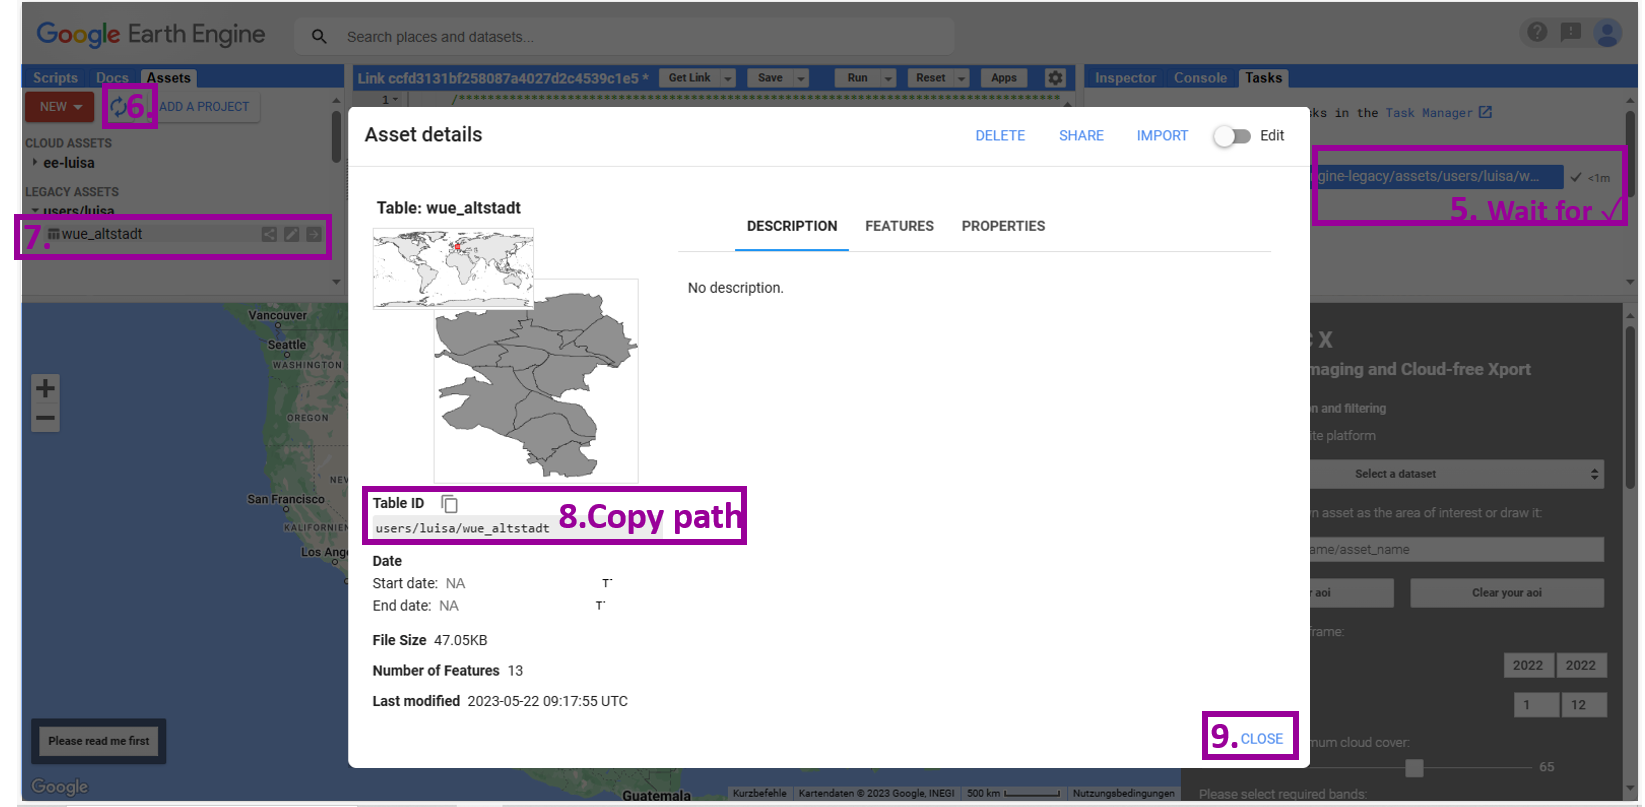 Google Earth Engine
Search places and datasets...
Scripts
Docs
Assets
NEW
6.
ADD A PROJECT
CLOUD ASSETS
ee-luisa
LEGACY ASSETS
users/luisa
7.
wue_altstadt
Link ccfd3131bf258087a4027d2c4539c1e5 *
Get Link
Save
Run
Reset
Apps
1
/************************************************************************************
Inspector
Console
Tasks
ks in the Task Manager
gine-legacy/assets/users/luisa/w...
<1m
5. Wait for ✓
Asset details
DELETE
SHARE
IMPORT
Edit
Table: wue_altstadt
DESCRIPTION
FEATURES
PROPERTIES
No description.
Table ID
users/luisa/wue_altstadt
8.Copy path
Date
Start date: NA
End date: NA
File Size 47.05KB
Number of Features 13
Last modified 2023-05-22 09:17:55 UTC
9.
CLOSE
Vancouver
Seattle
WASHINGTON
OREGON
NEV
San Francisco
KALIFORNIEN
Los Ange
Guatemala
+
−
Please read me first
Google
Kurzbefehle
Kartendaten © 2023 Google, INEGI
500 km
Nutzungsbedingungen
C X
maging and Cloud-free Xport
n and filtering
ite platform
Select a dataset
n asset as the area of interest or draw it:
ame/asset_name
aoi
Clear your aoi
frame:
2022
2022
1
12
mum cloud cover:
65
Please select required bands: